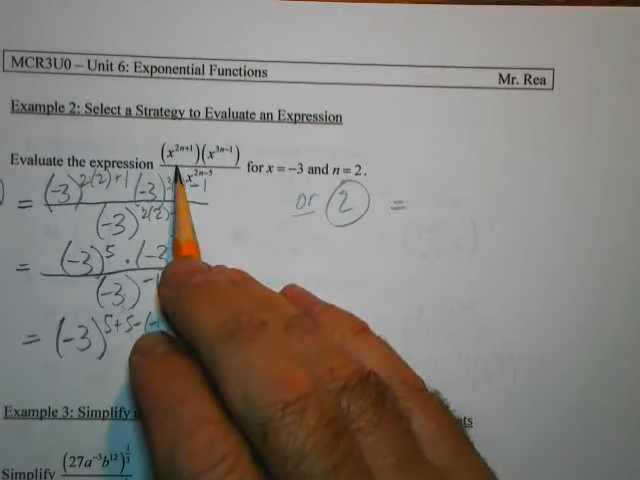 MCR3U0 – Unit 6: Exponential Functions Mr. Rea
Example 2: Select a Strategy to Evaluate an Expression
Evaluate the expression (x^{2n+1})(x^{3n-1}) / x^{2n-5} for x = −3 and n = 2.
= (-3)^{2(2)+1} (-3) -1 / (-3)^{2(2)-} or ② =
= (-3)^5 · (-3 / (-3)^-
= (-3)^{5+5-(-
Example 3: Simplify
Simplify (27a^{-3}b^{12})^{1/3}